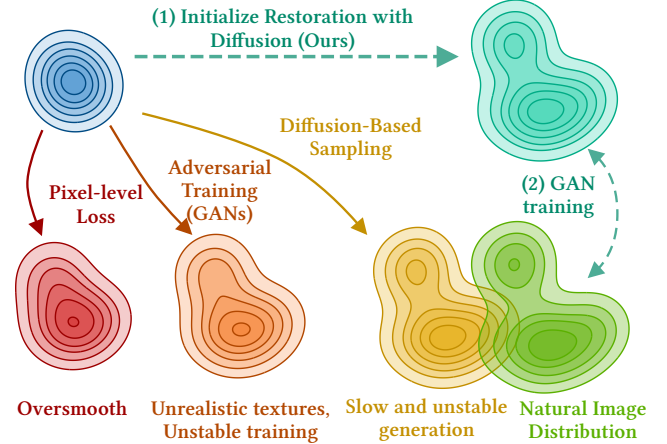 (1) Initialize Restoration with
Diffusion (Ours)
Diffusion-Based
Sampling
Adversarial
Training
(GANs)
Pixel-level
Loss
(2) GAN
training
Oversmooth
Unrealistic textures,
Unstable training
Slow and unstable
generation
Natural Image
Distribution